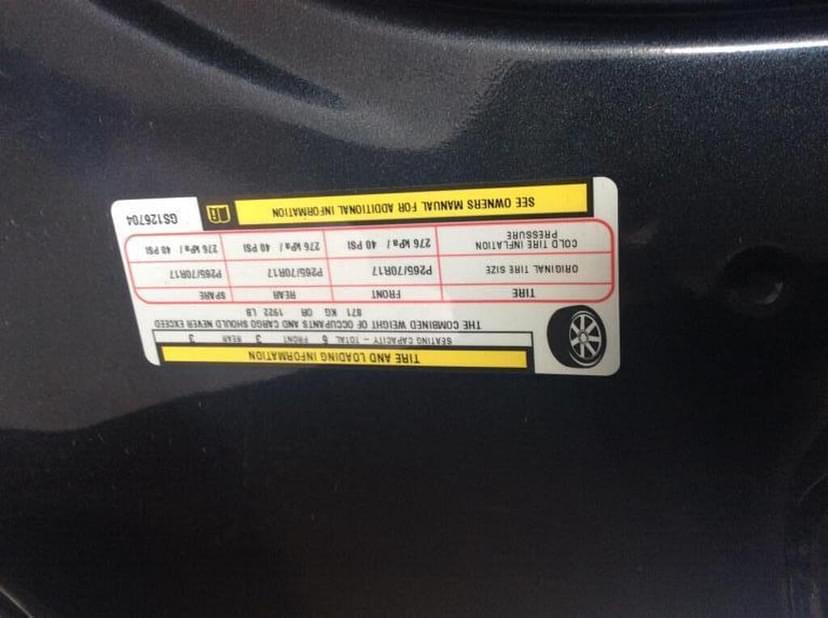 TIRE AND LOADING INFORMATION
SEATING CAPACITY - TOTAL 6 FRONT 3 REAR 3
THE COMBINED WEIGHT OF OCCUPANTS AND CARGO SHOULD NEVER EXCEED
871 KG OR 1922 LB
TIRE FRONT REAR SPARE
ORIGINAL TIRE SIZE P265/70R17 P265/70R17 P265/70R17
COLD TIRE INFLATION PRESSURE 276 kPa / 40 PSI 276 kPa / 40 PSI 276 kPa / 40 PSI
SEE OWNERS MANUAL FOR ADDITIONAL INFORMATION
GS126704